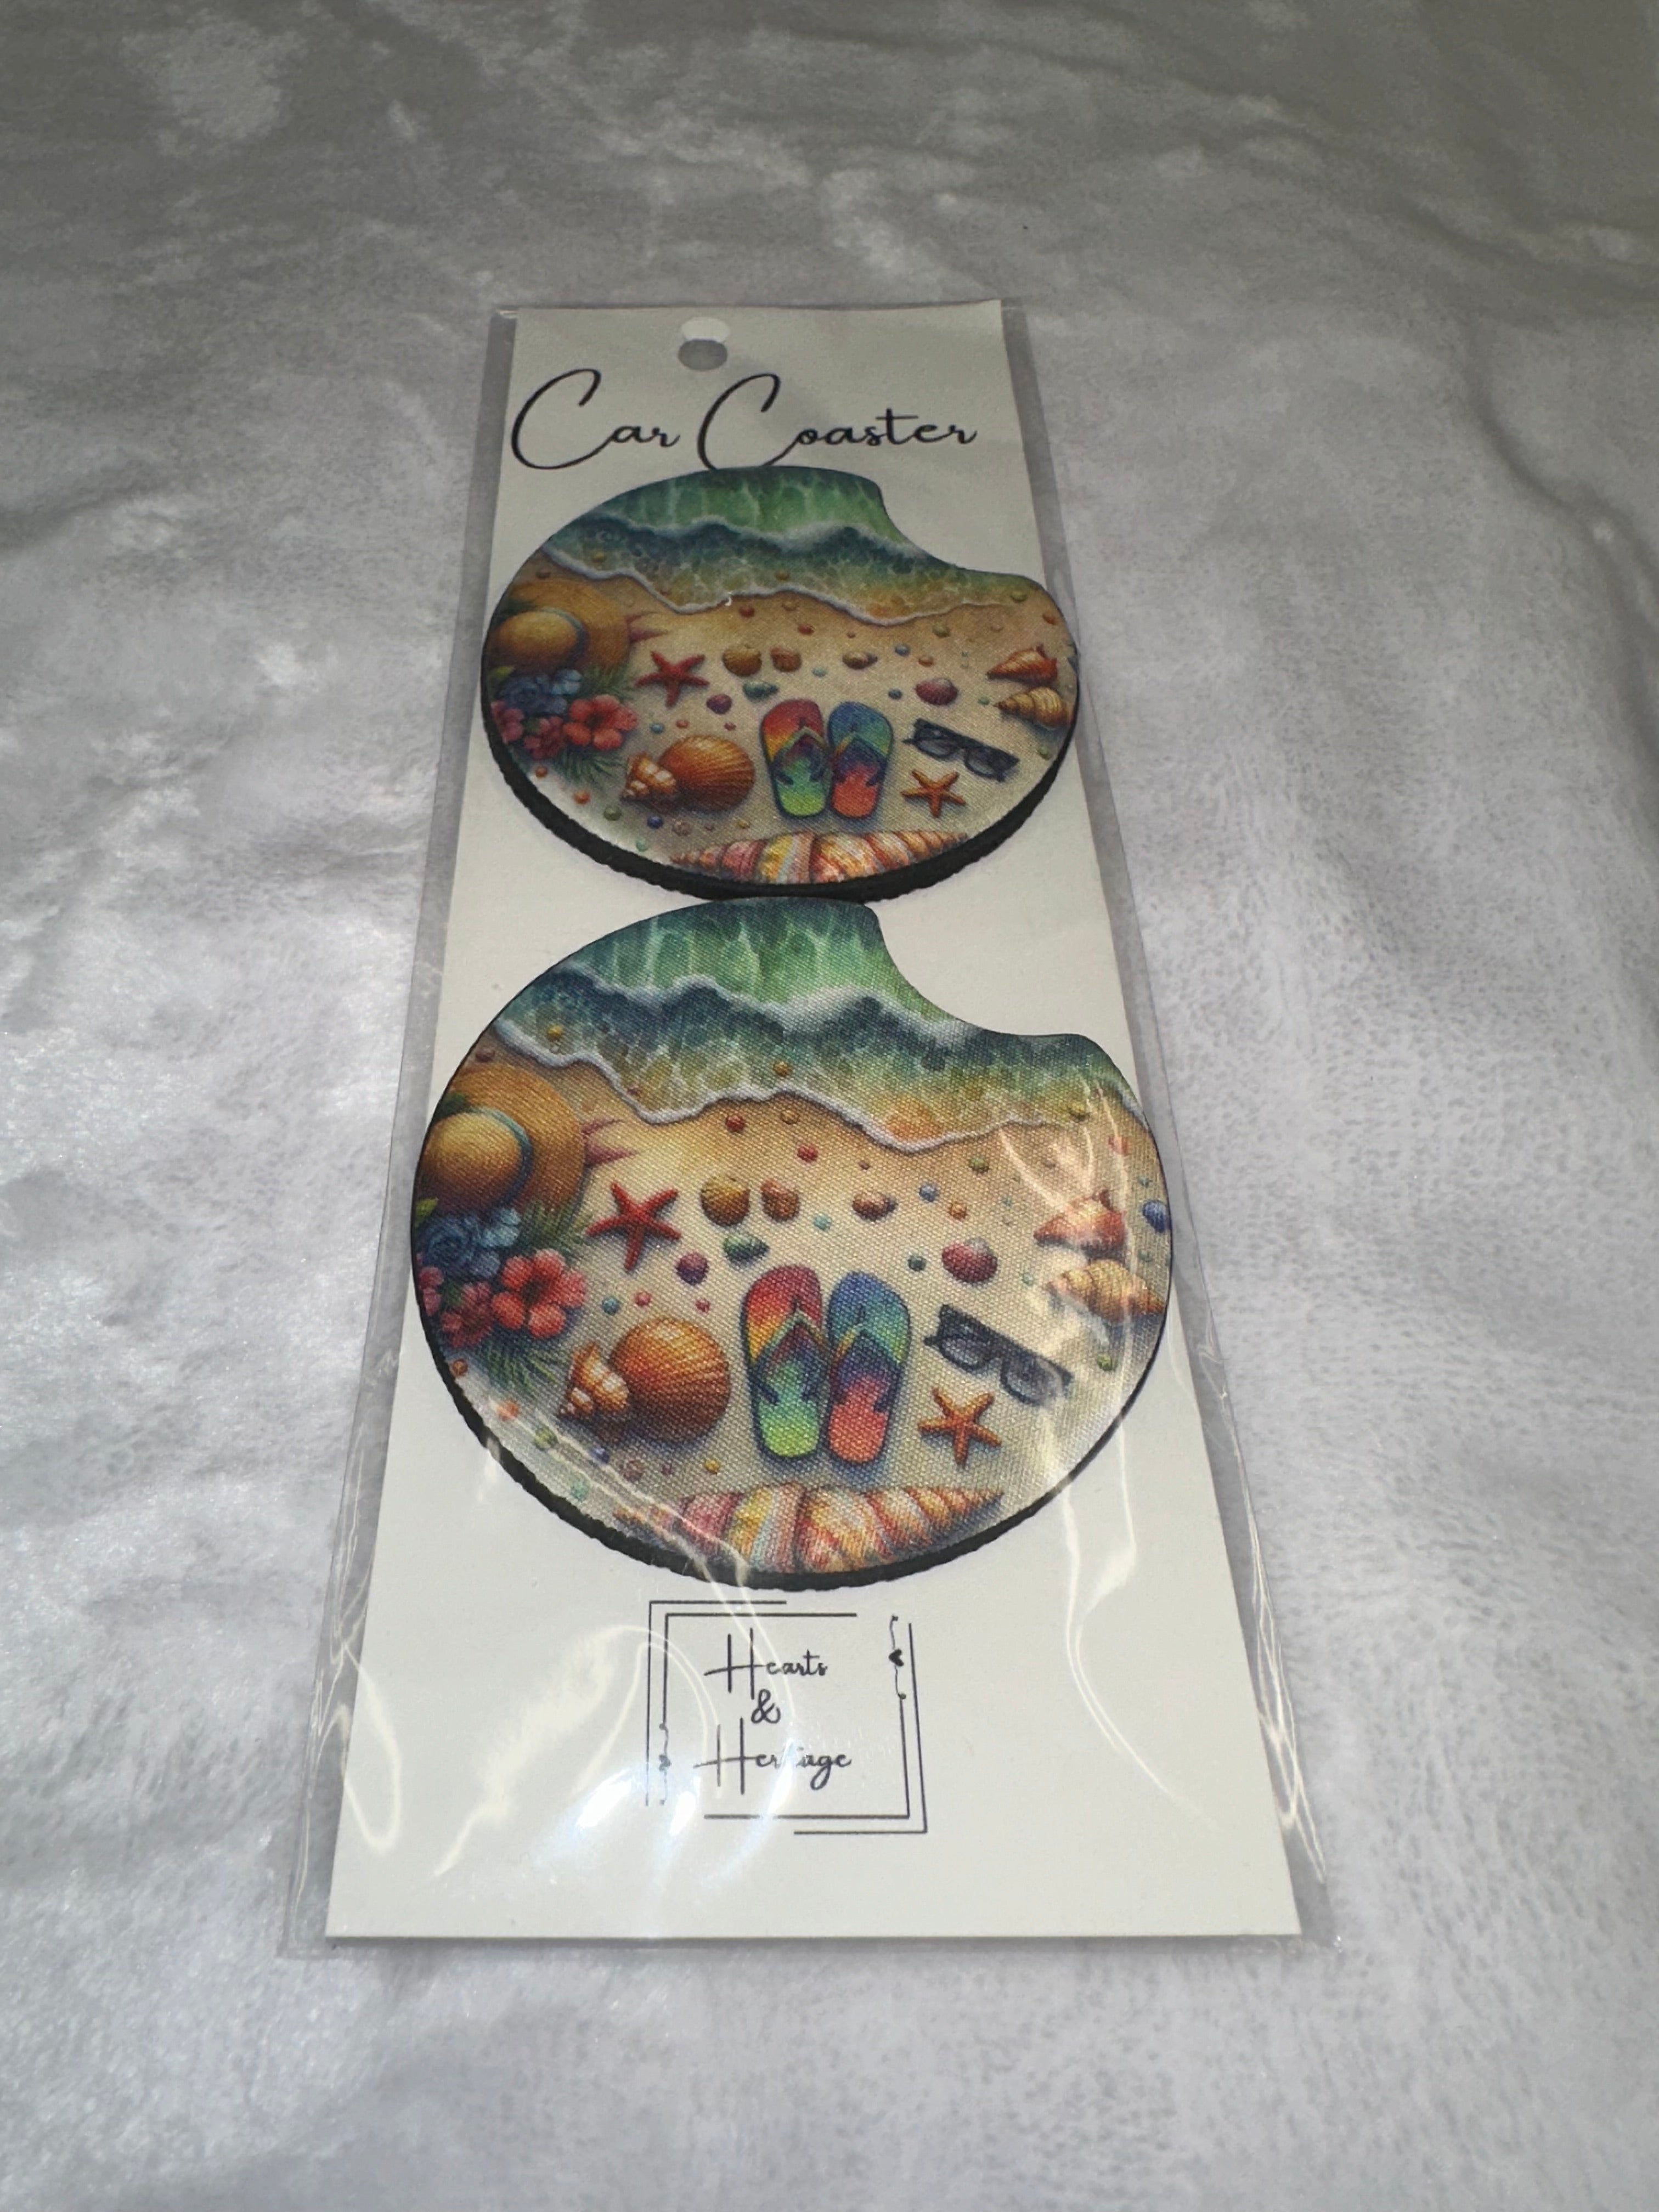 Car Coaster
Hearts
&
Heritage